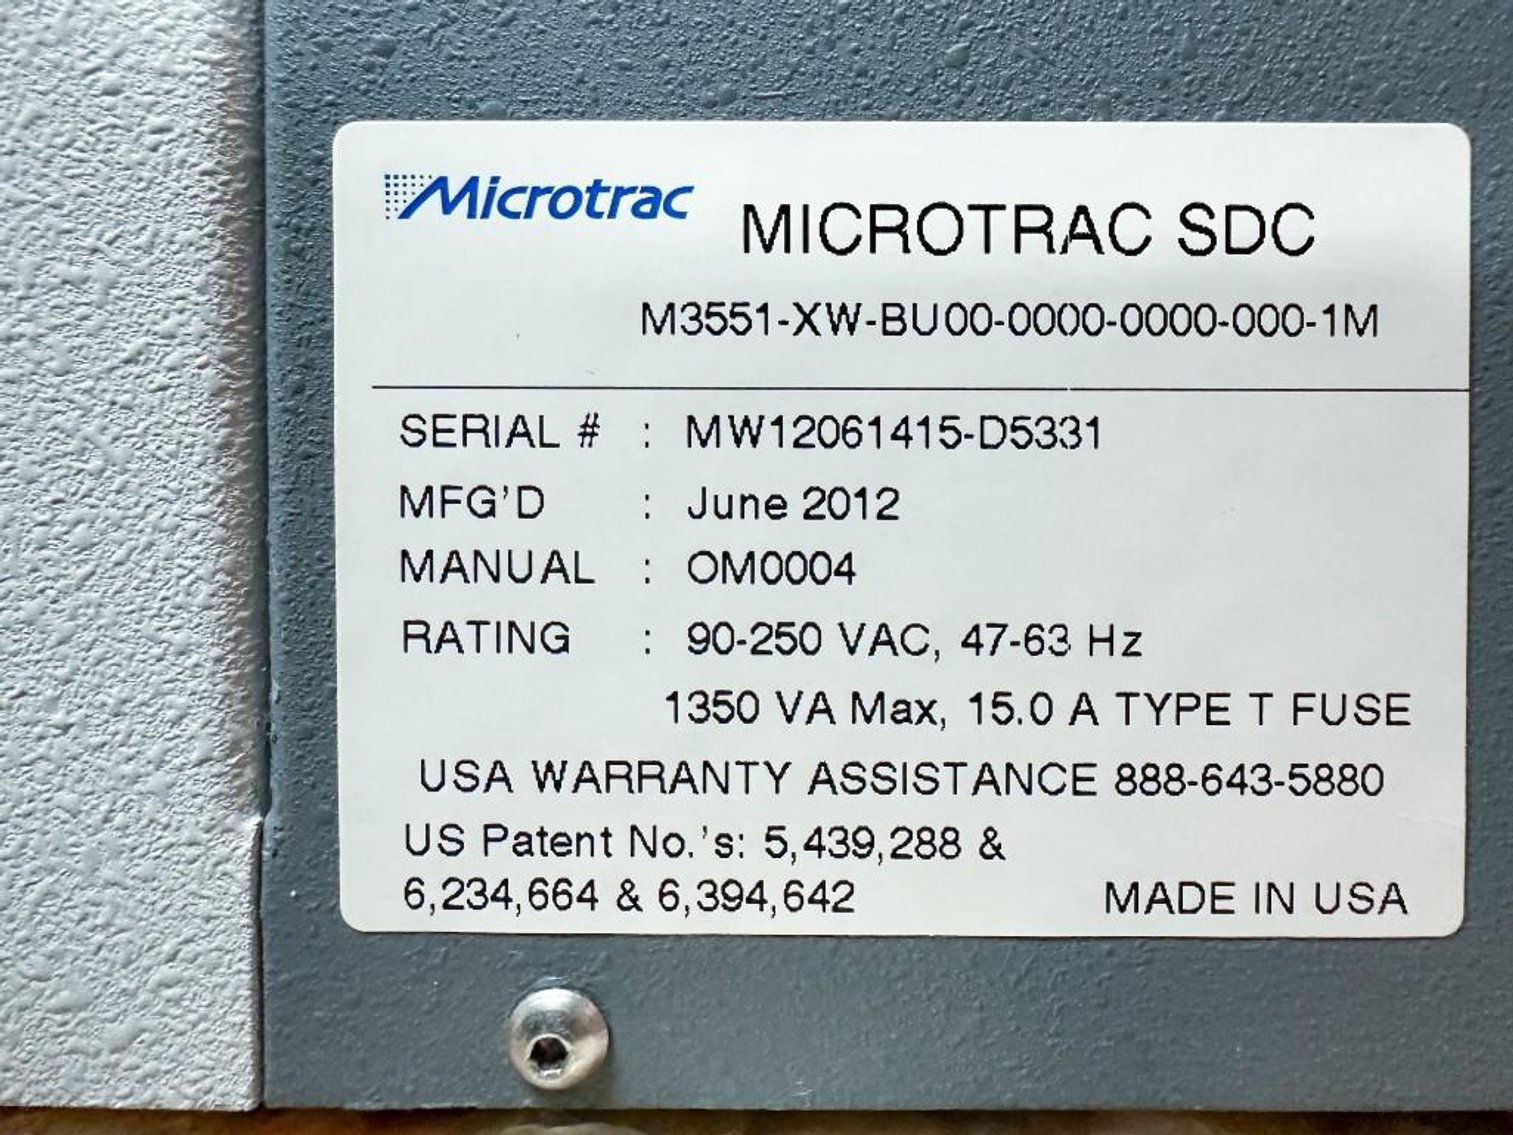 Microtrac
MICROTRAC SDC
M3551-XW-BU00-0000-0000-000-1M
SERIAL # : MW12061415-D5331
MFG'D : June 2012
MANUAL : OM0004
RATING : 90-250 VAC, 47-63 Hz
1350 VA Max, 15.0 A TYPE T FUSE
USA WARRANTY ASSISTANCE 888-643-5880
US Patent No.'s: 5,439,288 &
6,234,664 & 6,394,642 MADE IN USA